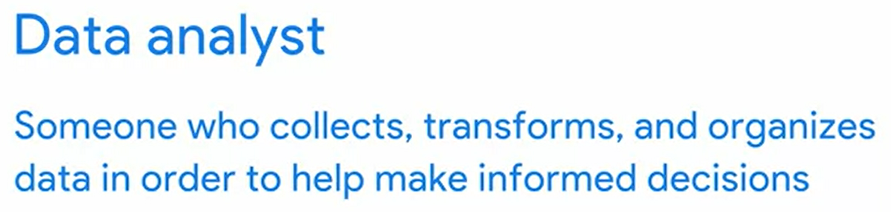 Data analyst
Someone who collects, transforms, and organizes
data in order to help make informed decisions